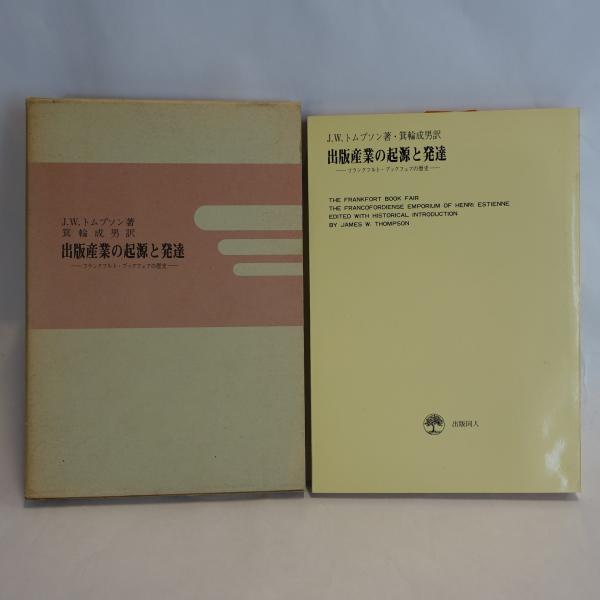 J.W.トムプソン著
箕輪成男訳
出版産業の起源と発達
——フランクフルト・ブックフェアの歴史——
J.W.トムプソン著・箕輪成男訳
出版産業の起源と発達
——フランクフルト・ブックフェアの歴史——
THE FRANKFORT BOOK FAIR
THE FRANCOFORDIENSE EMPORIUM OF HENRI ESTIENNE
EDITED WITH HISTORICAL INTRODUCTION
BY JAMES W. THOMPSON
出版同人